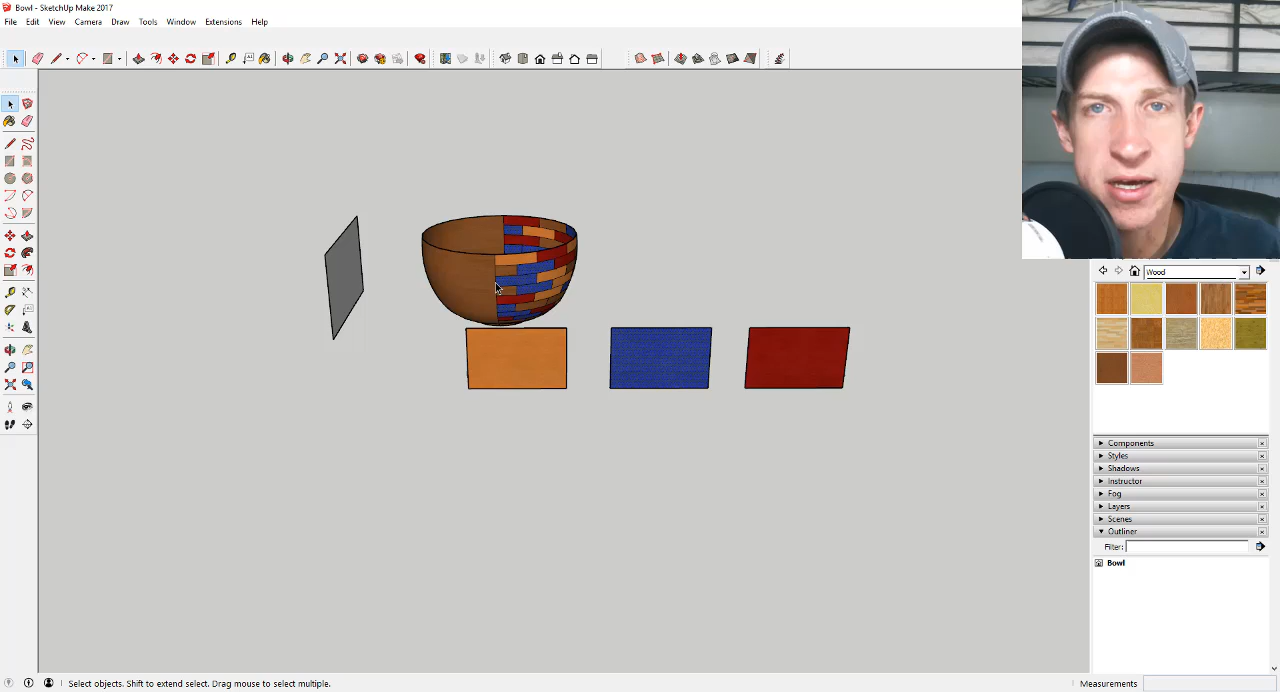 Bowl - SketchUp Make 2017
File Edit View Camera Draw Tools Window Extensions Help
Wood
Components
Styles
Shadows
Instructor
Fog
Layers
Scenes
Outliner
Filter:
Bowl
Select objects. Shift to extend select. Drag mouse to select multiple.
Measurements